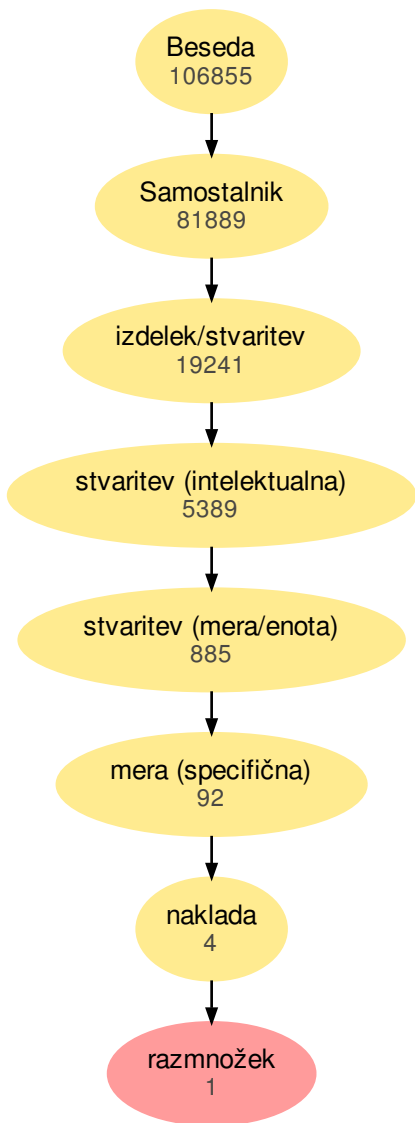 Beseda
106855
Samostalnik
81889
izdelek/stvaritev
19241
stvaritev (intelektualna)
5389
stvaritev (mera/enota)
885
mera (specifična)
92
naklada
4
razmnožek
1